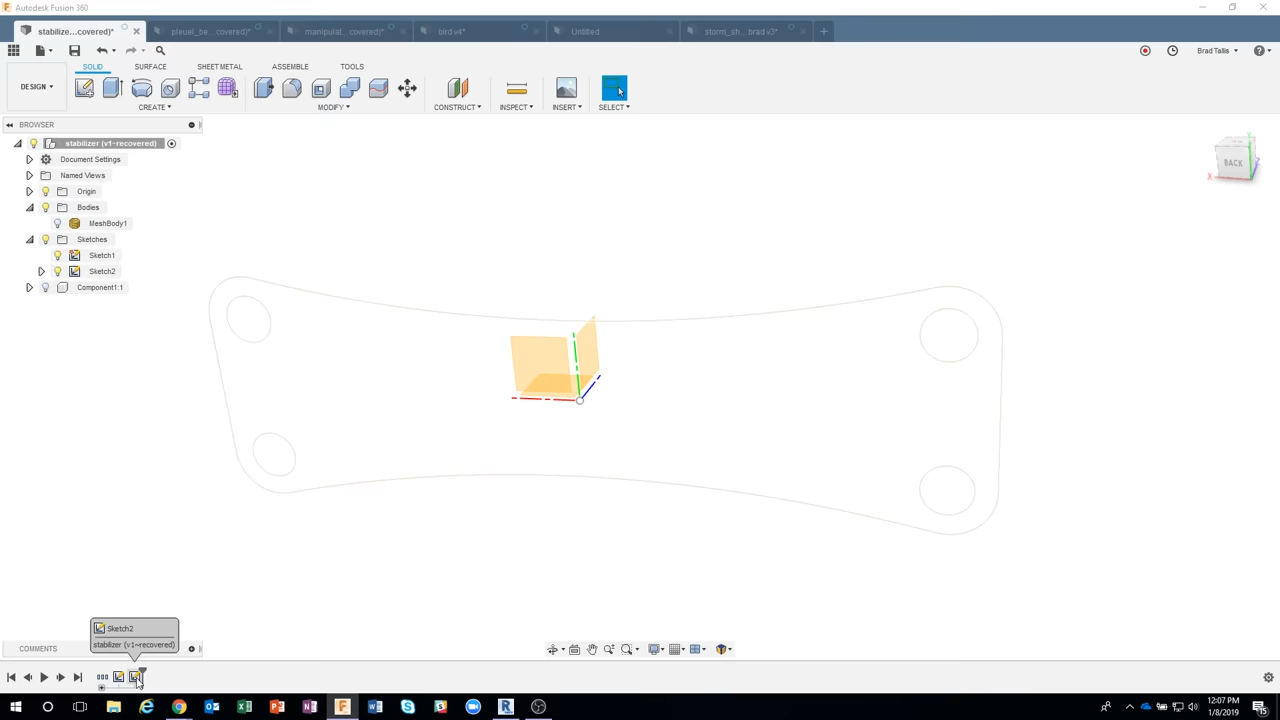 Autodesk Fusion 360
stabilize...covered)*
pleuel_be...covered)*
manipulat...covered)*
bird v4*
Untitled
storm_sh...brad v3*
Brad Tallis
SOLID
SURFACE
SHEET METAL
ASSEMBLE
TOOLS
DESIGN
CREATE
MODIFY
CONSTRUCT
INSPECT
INSERT
SELECT
BROWSER
stabilizer (v1~recovered)
Document Settings
Named Views
Origin
Bodies
MeshBody1
Sketches
Sketch1
Sketch2
Component1:1
Y
BACK
X
Z
Sketch2
stabilizer (v1~recovered)
COMMENTS
12:07 PM
1/8/2019
15